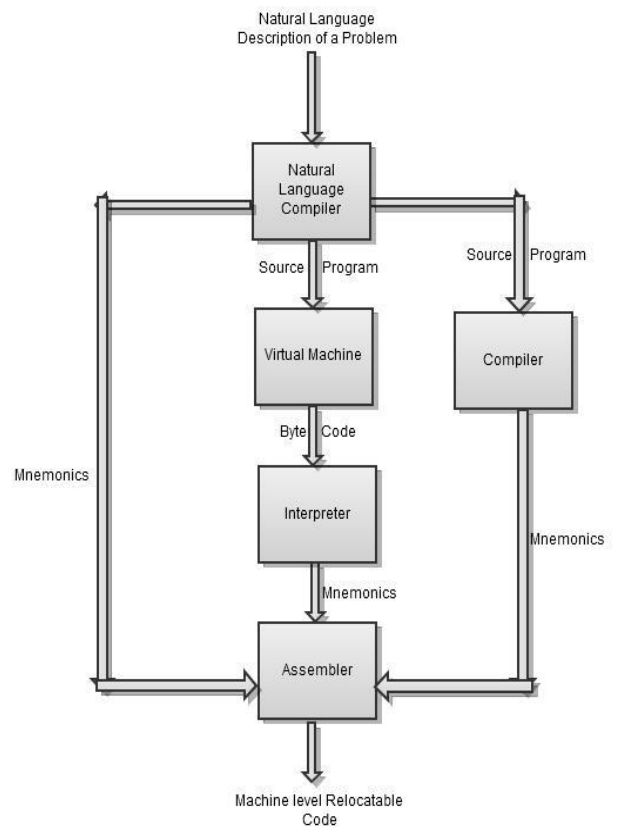 Natural Language
Description of a Problem
Natural
Language
Compiler
Source Program
Source Program
Virtual Machine
Compiler
Byte Code
Mnemonics
Interpreter
Mnemonics
Mnemonics
Assembler
Machine level Relocatable
Code